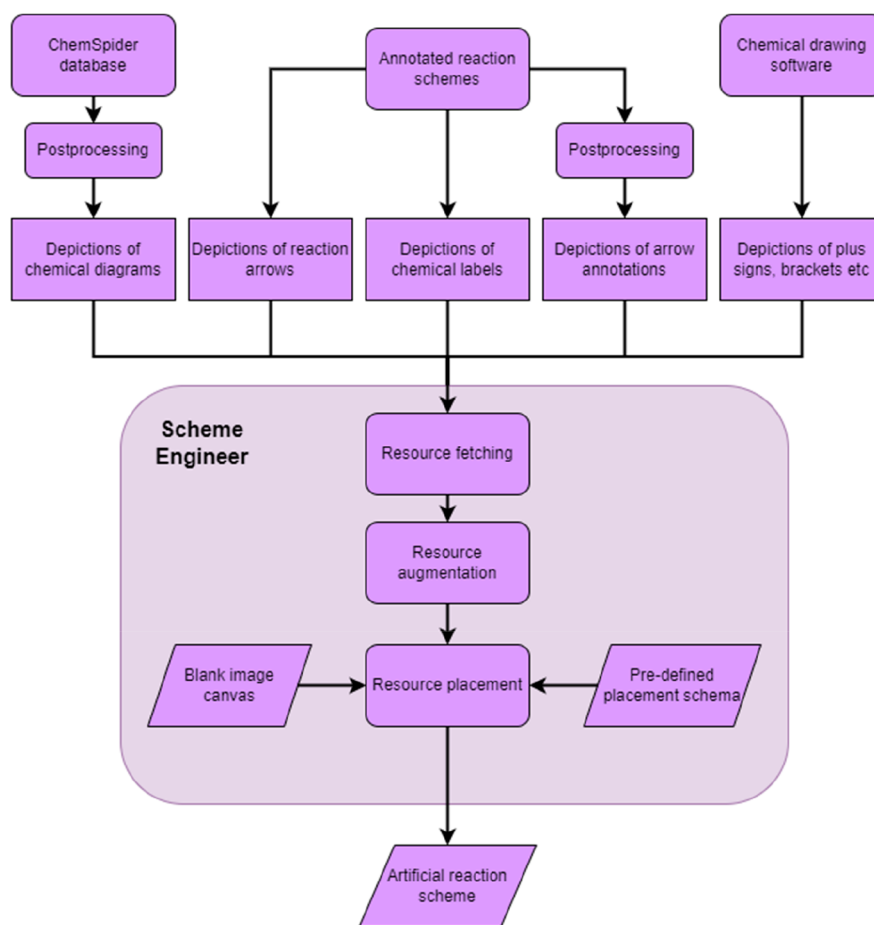 ChemSpider
database
Annotated reaction
schemes
Chemical drawing
software
Postprocessing
Postprocessing
Depictions of
chemical diagrams
Depictions of reaction
arrows
Depictions of
chemical labels
Depictions of arrow
annotations
Depictions of plus
signs, brackets etc
Scheme
Engineer
Resource fetching
Resource
augmentation
Blank image
canvas
Resource placement
Pre-defined
placement schema
Artificial reaction
scheme